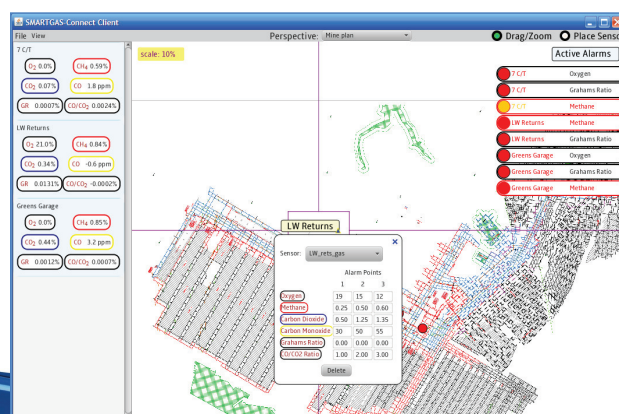 SMARTGAS-Connect Client
File View
Perspective: Mine plan
Drag/Zoom Place Senso
7 C/T
O2 0.0% CH4 0.59%
CO2 0.07% CO 1.8 ppm
GR 0.0007% CO/CO2 0.0024%
LW Returns
O2 21.0% CH4 0.84%
CO2 0.34% CO -0.6 ppm
GR 0.0131% CO/CO2 -0.0002%
Greens Garage
O2 0.0% CH4 0.85%
CO2 0.44% CO 3.2 ppm
GR 0.0012% CO/CO2 0.0007%
scale: 10%
Active Alarms
7 C/T Oxygen
7 C/T Grahams Ratio
7 C/T Methane
LW Returns Methane
LW Returns Grahams Ratio
Greens Garage Oxygen
Greens Garage Grahams Ratio
Greens Garage Methane
LW Returns
Sensor: LW_rets_gas
Alarm Points
1 2 3
Oxygen 19 15 12
Methane 0.25 0.50 0.60
Carbon Dioxide 0.50 1.25 1.35
Carbon Monoxide 30 50 55
Grahams Ratio 0.00 0.00 0.00
CO/CO2 Ratio 1.00 2.00 3.00
Delete